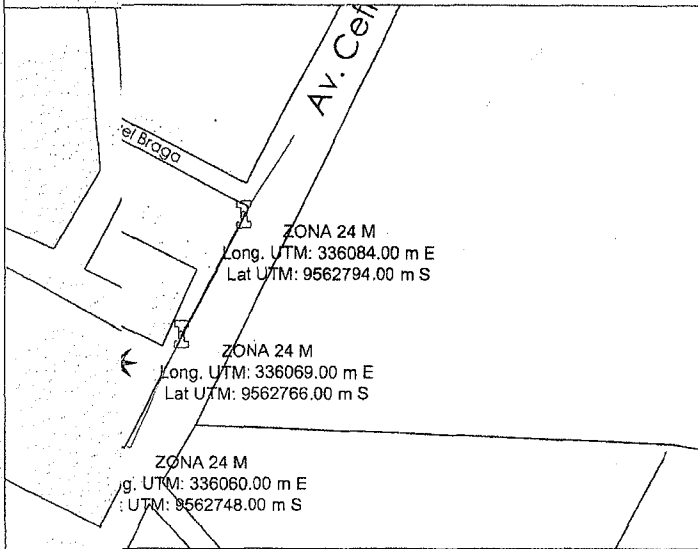 Av. Cef
el Braga
ZONA 24 M
Long. UTM: 336084.00 m E
Lat UTM: 9562794.00 m S
ZONA 24 M
Long. UTM: 336069.00 m E
Lat UTM: 9562766.00 m S
ZONA 24 M
g. UTM: 336060.00 m E
: UTM: 9562748.00 m S